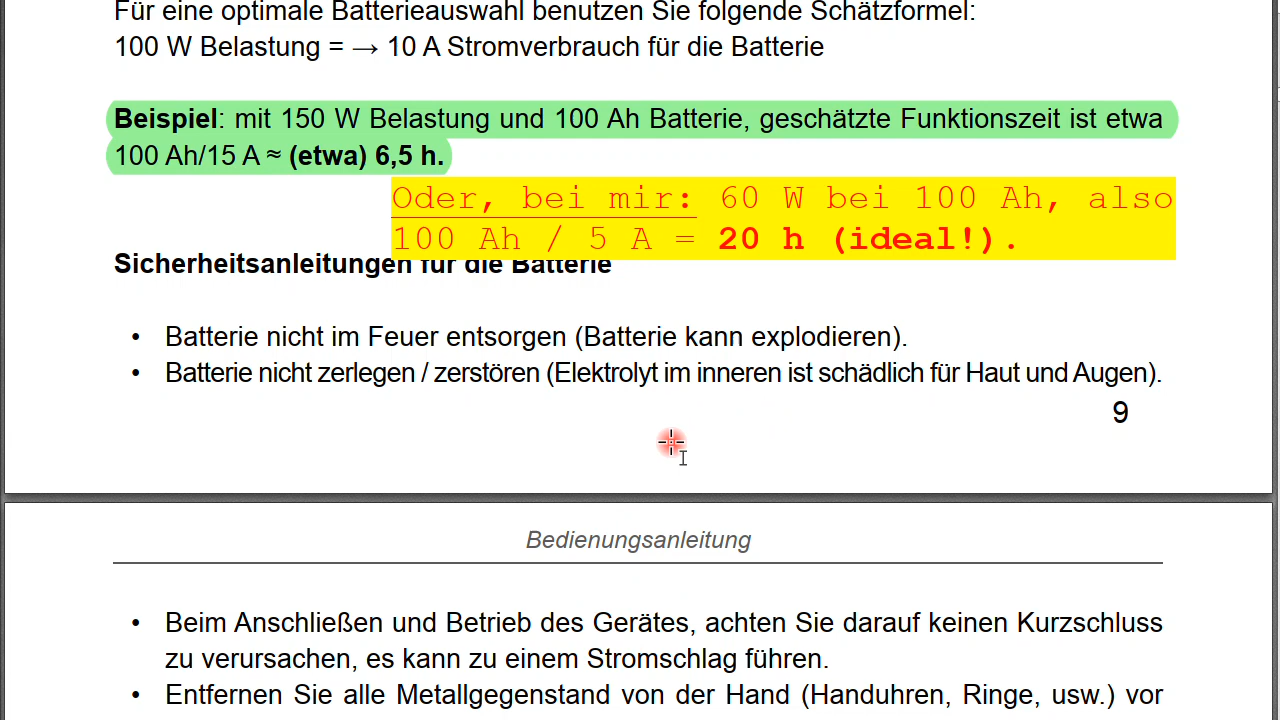 Für eine optimale Batterieauswahl benutzen Sie folgende Schätzformel:
100 W Belastung = → 10 A Stromverbrauch für die Batterie
Beispiel: mit 150 W Belastung und 100 Ah Batterie, geschätzte Funktionszeit ist etwa
100 Ah/15 A ≈ (etwa) 6,5 h.
Oder, bei mir: 60 W bei 100 Ah, also
100 Ah / 5 A = 20 h (ideal!).
Sicherheitsanleitungen für die Batterie
• Batterie nicht im Feuer entsorgen (Batterie kann explodieren).
• Batterie nicht zerlegen / zerstören (Elektrolyt im inneren ist schädlich für Haut und Augen).
9
Bedienungsanleitung
• Beim Anschließen und Betrieb des Gerätes, achten Sie darauf keinen Kurzschluss
zu verursachen, es kann zu einem Stromschlag führen.
• Entfernen Sie alle Metallgegenstand von der Hand (Handuhren, Ringe, usw.) vor